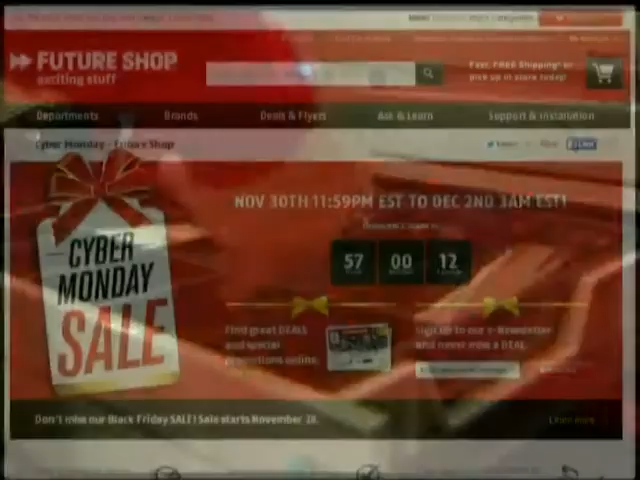 FUTURE SHOP
exciting stuff
Fast, FREE Shipping* or
pick up in store today!
Departments
Brands
Deals & Flyers
Ask & Learn
Support & Installation
Cyber Monday - Future Shop
NOV 30TH 11:59PM EST TO DEC 2ND 3AM EST!
CYBER
MONDAY
SALE
57
00
12
Find great DEALS
and special
promotions online.
Sign up to our e-Newsletter
and never miss a DEAL.
Don't miss our Black Friday SALE! Sale starts November 28.
Learn more